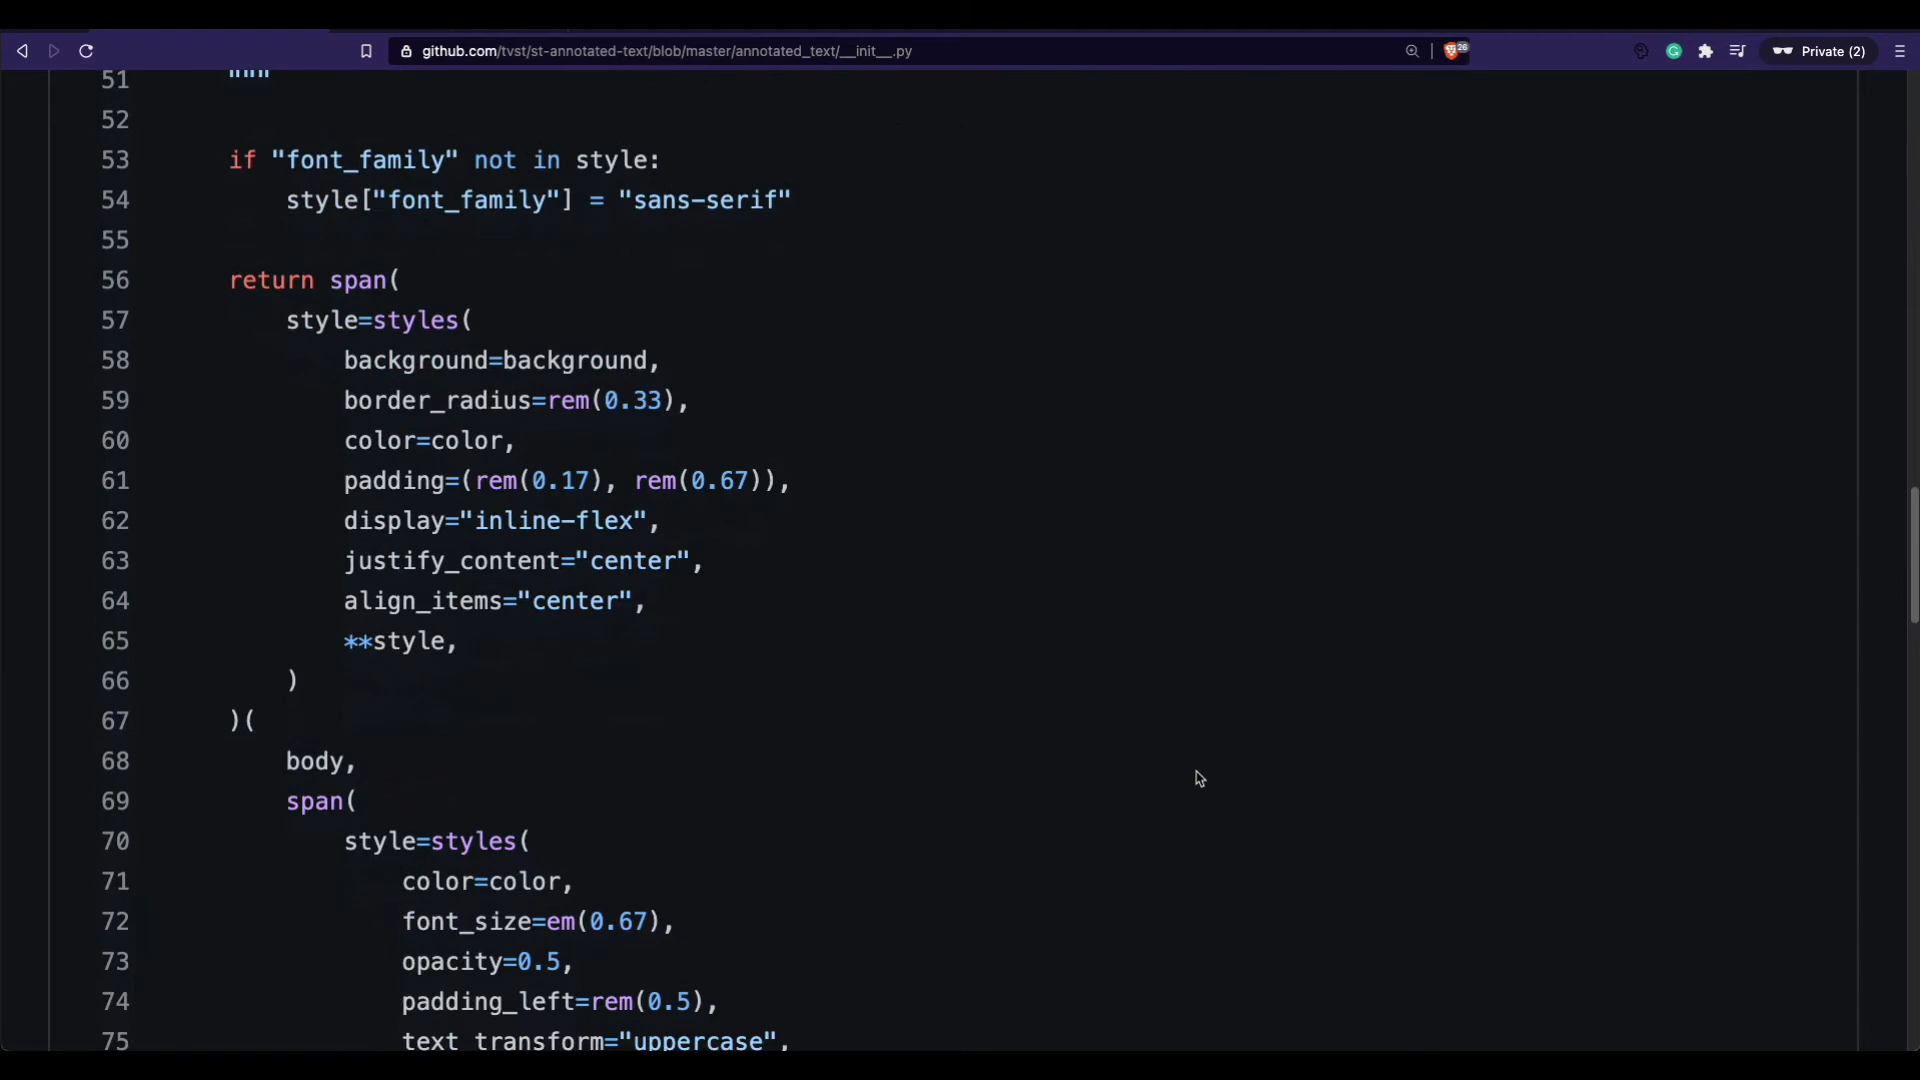 github.com/tvst/st-annotated-text/blob/master/annotated_text/__init__.py
26
Private (2)
51 """
52
53 if "font_family" not in style:
54 style["font_family"] = "sans-serif"
55
56 return span(
57 style=styles(
58 background=background,
59 border_radius=rem(0.33),
60 color=color,
61 padding=(rem(0.17), rem(0.67)),
62 display="inline-flex",
63 justify_content="center",
64 align_items="center",
65 **style,
66 )
67 )(
68 body,
69 span(
70 style=styles(
71 color=color,
72 font_size=em(0.67),
73 opacity=0.5,
74 padding_left=rem(0.5),
75 text_transform="uppercase",